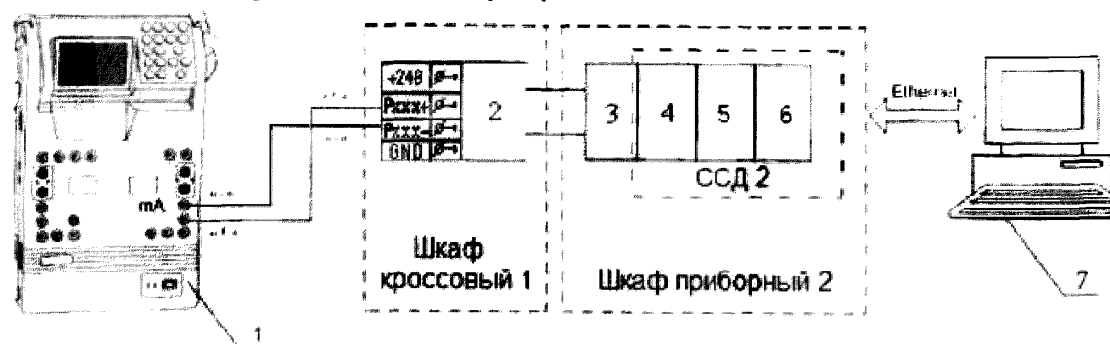 +24В
Pxxx+
Pxxx-
GND
2
3
4
5
6
ССД 2
Ethernet
mA
Шкаф
кроссовый 1
Шкаф приборный 2
1
7